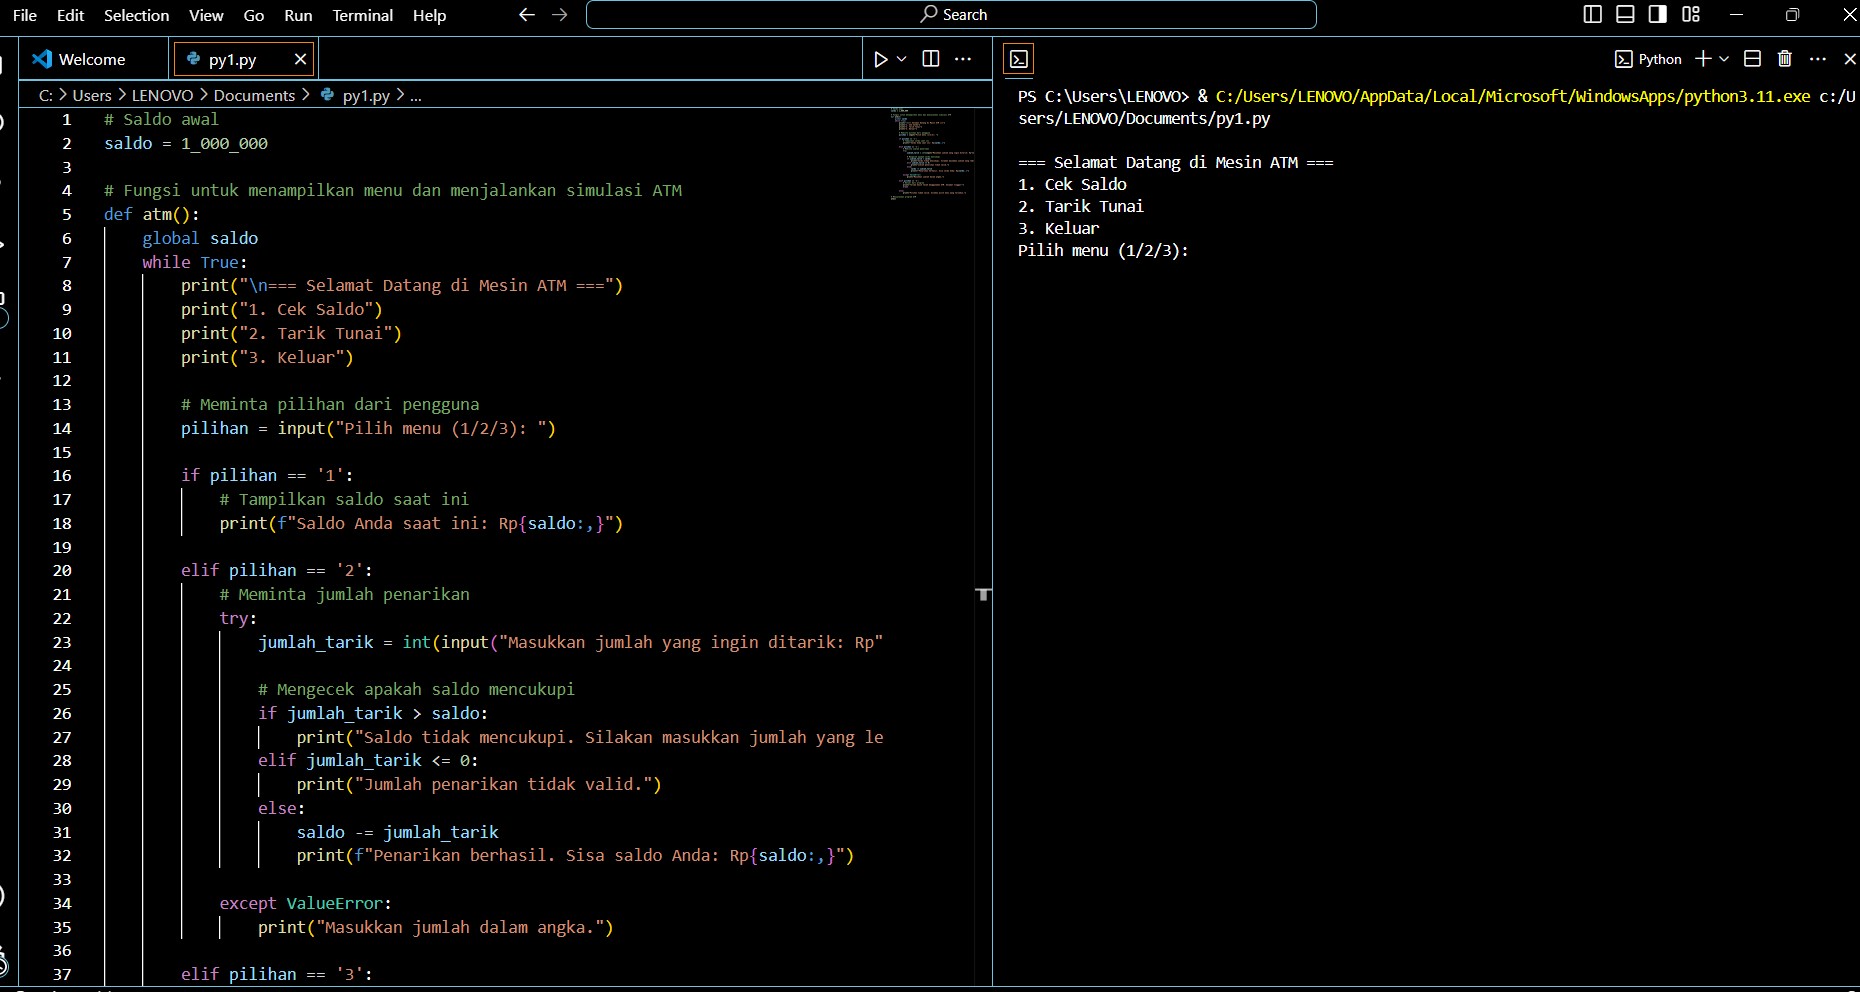 File Edit Selection View Go Run Terminal Help Search
Welcome py1.py
C: > Users > LENOVO > Documents > py1.py > ...
1 # Saldo awal
2 saldo = 1_000_000
3
4 # Fungsi untuk menampilkan menu dan menjalankan simulasi ATM
5 def atm():
6 global saldo
7 while True:
8 print("\n=== Selamat Datang di Mesin ATM ===")
9 print("1. Cek Saldo")
10 print("2. Tarik Tunai")
11 print("3. Keluar")
12
13 # Meminta pilihan dari pengguna
14 pilihan = input("Pilih menu (1/2/3): ")
15
16 if pilihan == '1':
17 # Tampilkan saldo saat ini
18 print(f"Saldo Anda saat ini: Rp{saldo:,}")
19
20 elif pilihan == '2':
21 # Meminta jumlah penarikan
22 try:
23 jumlah_tarik = int(input("Masukkan jumlah yang ingin ditarik: Rp"
24
25 # Mengecek apakah saldo mencukupi
26 if jumlah_tarik > saldo:
27 print("Saldo tidak mencukupi. Silakan masukkan jumlah yang le
28 elif jumlah_tarik <= 0:
29 print("Jumlah penarikan tidak valid.")
30 else:
31 saldo -= jumlah_tarik
32 print(f"Penarikan berhasil. Sisa saldo Anda: Rp{saldo:,}")
33
34 except ValueError:
35 print("Masukkan jumlah dalam angka.")
36
37 elif pilihan == '3':
Python
PS C:\Users\LENOVO> & C:/Users/LENOVO/AppData/Local/Microsoft/WindowsApps/python3.11.exe c:/U
sers/LENOVO/Documents/py1.py
=== Selamat Datang di Mesin ATM ===
1. Cek Saldo
2. Tarik Tunai
3. Keluar
Pilih menu (1/2/3):